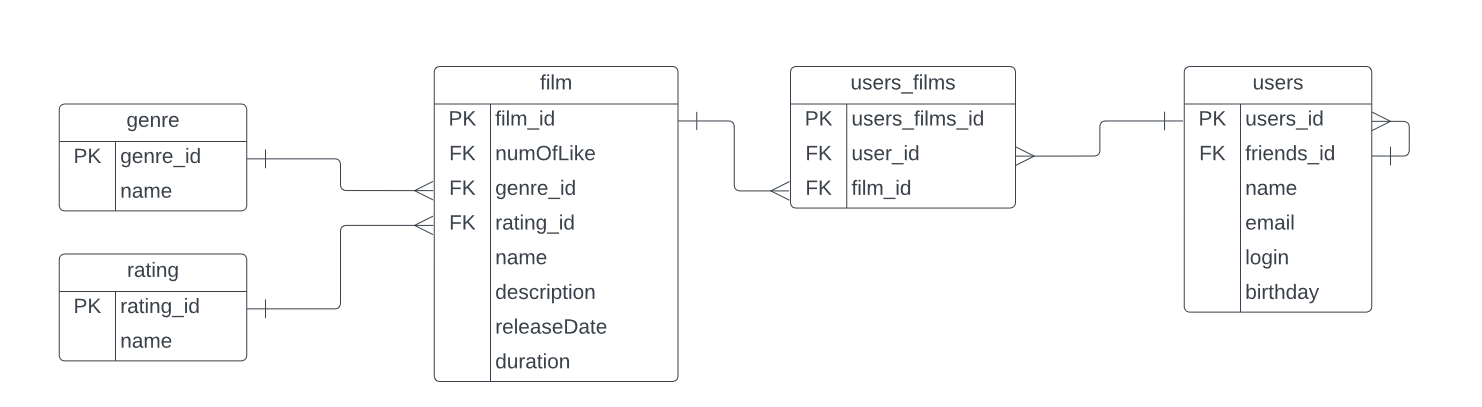 genre
PK genre_id
name
rating
PK rating_id
name
film
PK film_id
FK numOfLike
FK genre_id
FK rating_id
name
description
releaseDate
duration
users_films
PK users_films_id
FK user_id
FK film_id
users
PK users_id
FK friends_id
name
email
login
birthday